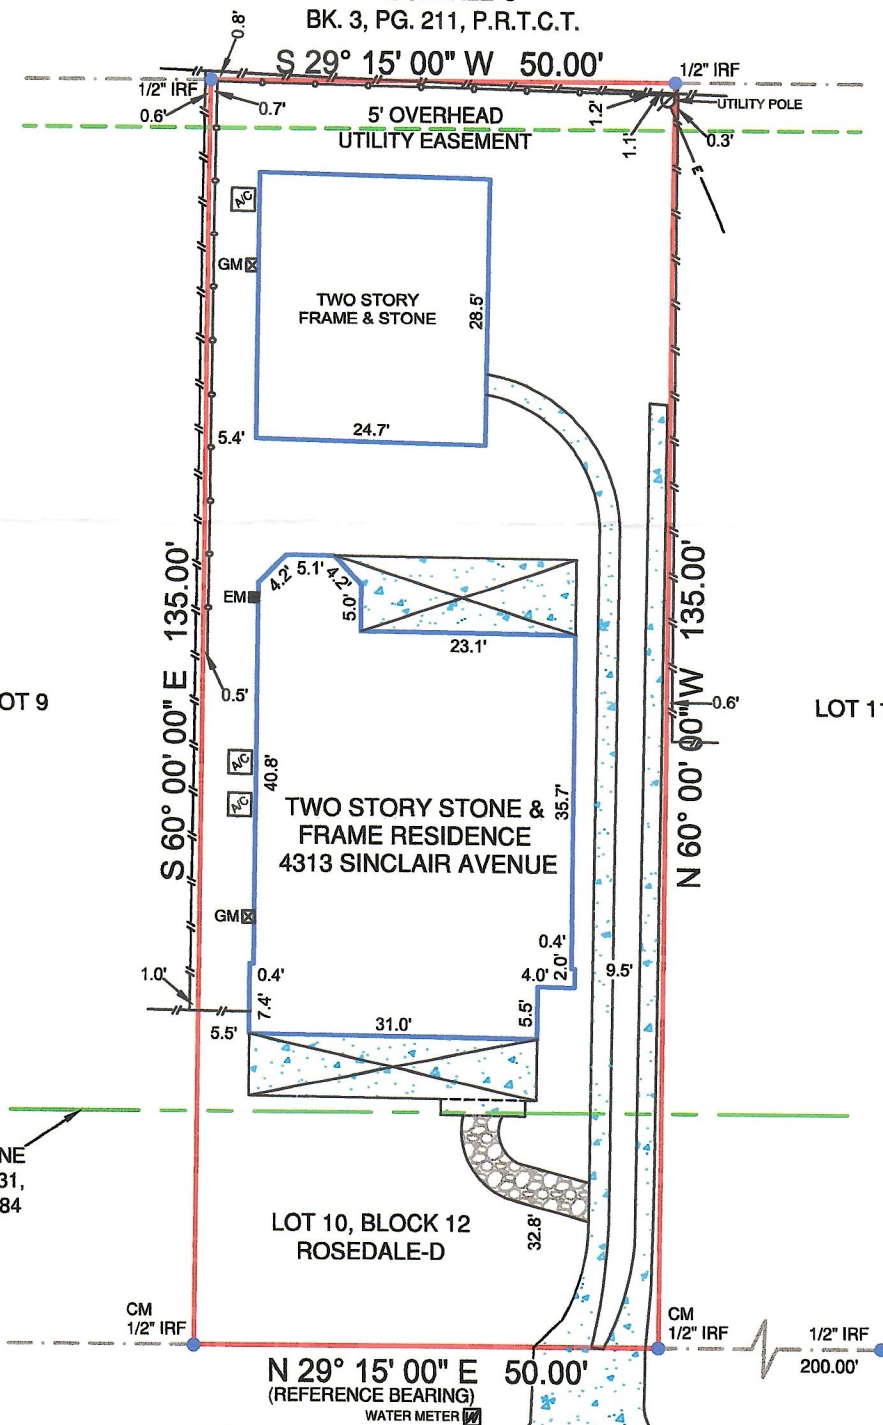 BK. 3, PG. 211, P.R.T.C.T.
0.8'
S 29° 15' 00" W 50.00'
1/2" IRF
1/2" IRF
0.6'
0.7'
5' OVERHEAD
UTILITY EASEMENT
1.2'
1.1'
UTILITY POLE
0.3'
E
A/C
GM
TWO STORY
FRAME & STONE
28.5'
24.7'
5.4'
S 60° 00' 00" E 135.00'
N 60° 00' 00" W 135.00'
4.2'
5.1'
4.2'
5.0'
EM
23.1'
0.5'
0.6'
OT 9
LOT 11
A/C
A/C
40.8'
35.7'
TWO STORY STONE &
FRAME RESIDENCE
4313 SINCLAIR AVENUE
GM
0.4'
7.4'
0.4'
2.0'
4.0'
5.5'
9.5'
1.0'
5.5'
31.0'
NE
31,
84
32.8'
LOT 10, BLOCK 12
ROSEDALE-D
CM
1/2" IRF
CM
1/2" IRF
1/2" IRF
200.00'
N 29° 15' 00" E 50.00'
(REFERENCE BEARING)
WATER METER W